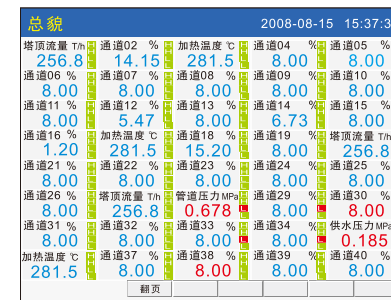 总貌 2008-08-15 15:37:3
塔顶流量 T/h 通道02 % 加热温度 ℃ 通道04 % 通道05 %
256.8 14.15 281.5 8.00 8.00
通道06 % 通道07 % 通道08 % 通道09 % 通道10 %
8.00 8.00 8.00 8.00 8.00
通道11 % 通道12 % 通道13 % 通道14 % 通道15 %
8.00 5.47 8.00 6.73 8.00
通道16 % 加热温度 ℃ 通道18 % 通道19 % 塔顶流量 T/h
1.20 281.5 15.20 8.00 256.8
通道21 % 通道22 % 通道23 % 通道24 % 通道25 %
8.00 8.00 8.00 8.00 8.00
通道26 % 塔顶流量 T/h 管道压力 MPa 通道29 % 通道30 %
8.00 256.8 0.678 8.00 8.00
通道31 % 通道32 % 通道33 % 通道34 % 供水压力 MPa
8.00 8.00 8.00 8.00 0.185
加热温度 ℃ 通道37 % 通道38 % 通道39 % 通道40 %
281.5 8.00 8.00 8.00 8.00
翻页